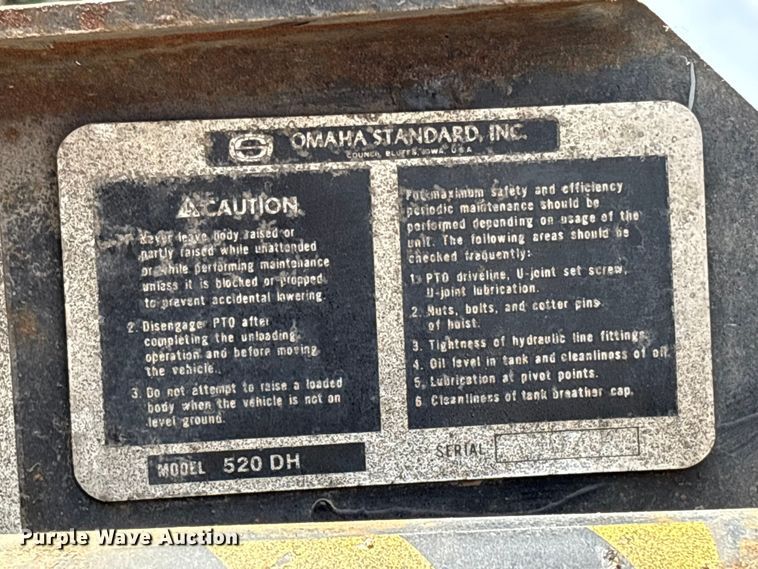 OMAHA STANDARD, INC.
COUNCIL BLUFFS, IOWA, U.S.A.
CAUTION
Never leave body raised or
partly raised while unattended
or while performing maintenance
unless it is blocked or propped
to prevent accidental lowering.
2. Disengage PTO after
completing the unloading
operation and before moving
the vehicle.
3. Do not attempt to raise a loaded
body when the vehicle is not on
level ground.
MODEL 520 DH
For maximum safety and efficiency
periodic maintenance should be
performed depending on usage of the
unit. The following areas should be
checked frequently:
1. PTO driveline, U-joint set screw,
U-joint lubrication.
2. Nuts, bolts, and cotter pins
of hoist.
3. Tightness of hydraulic line fittings.
4. Oil level in tank and cleanliness of oil.
5. Lubrication at pivot points.
6. Cleanliness of tank breather cap.
SERIAL
Purple Wave Auction